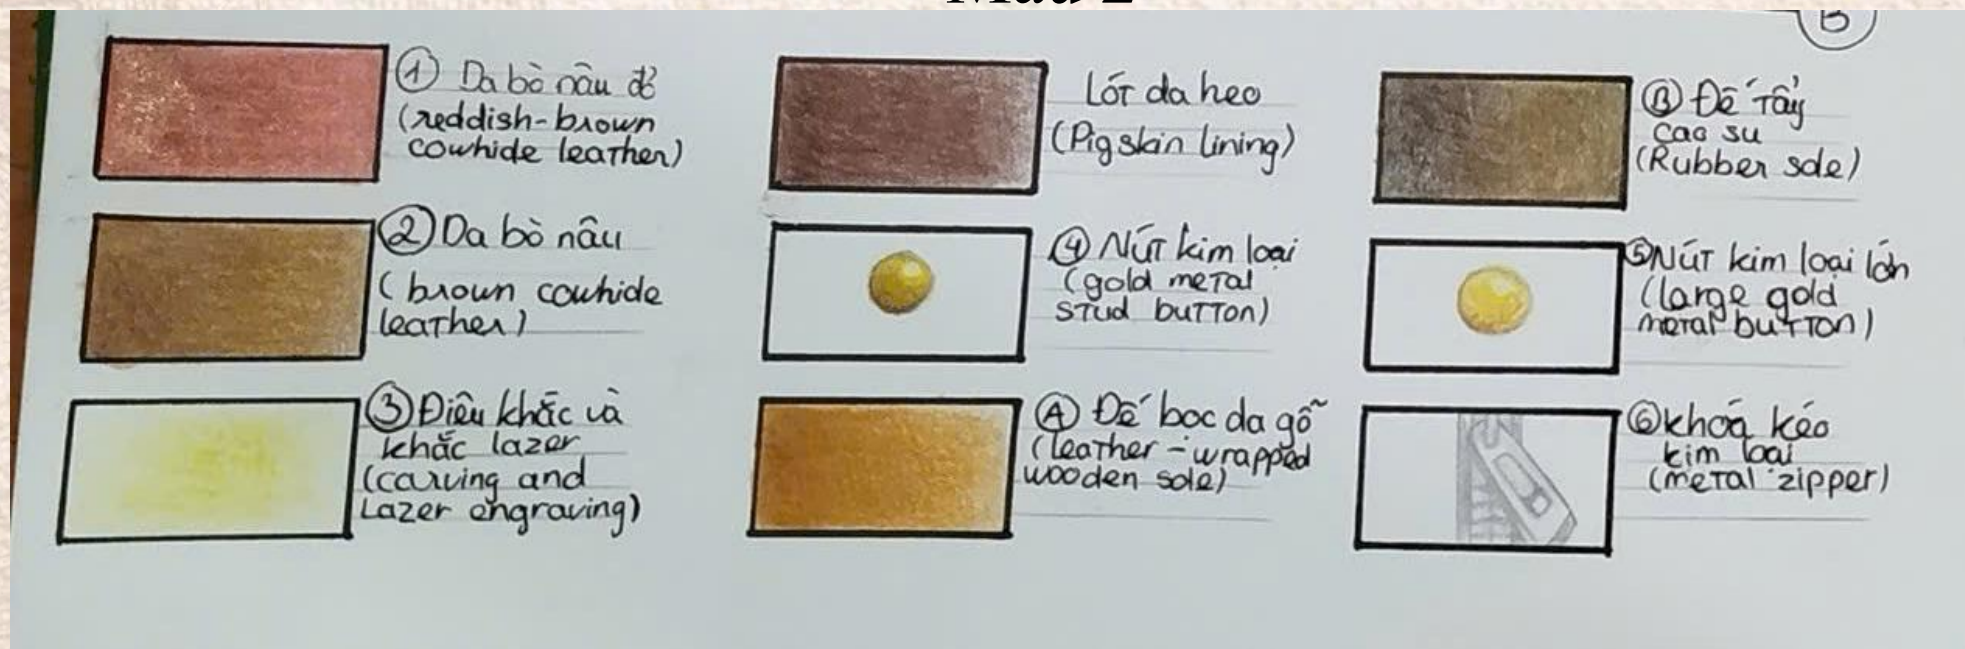 ① Da bò nâu đỏ
(reddish-brown
cowhide leather)
② Da bò nâu
(brown cowhide
leather)
③ Điêu khắc và
khắc lazer
(carving and
Lazer engraving)
Lót da heo
(Pig skin lining)
④ Nút kim loại
(gold metal
stud button)
Ⓐ Đế bọc da gỗ
(leather-wrapped
wooden sole)
B
Ⓑ Đế Tẩy
cao su
(Rubber sole)
⑤ Nút kim loại lớn
(large gold
metal button)
⑥ Khoá kéo
kim loại
(metal zipper)